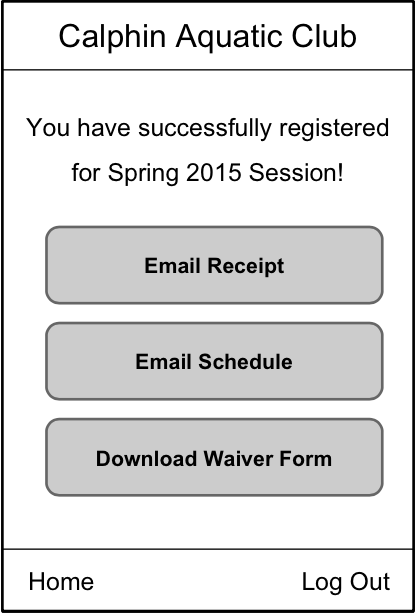 Calphin Aquatic Club
You have successfully registered
for Spring 2015 Session!
Email Receipt
Email Schedule
Download Waiver Form
Home Log Out